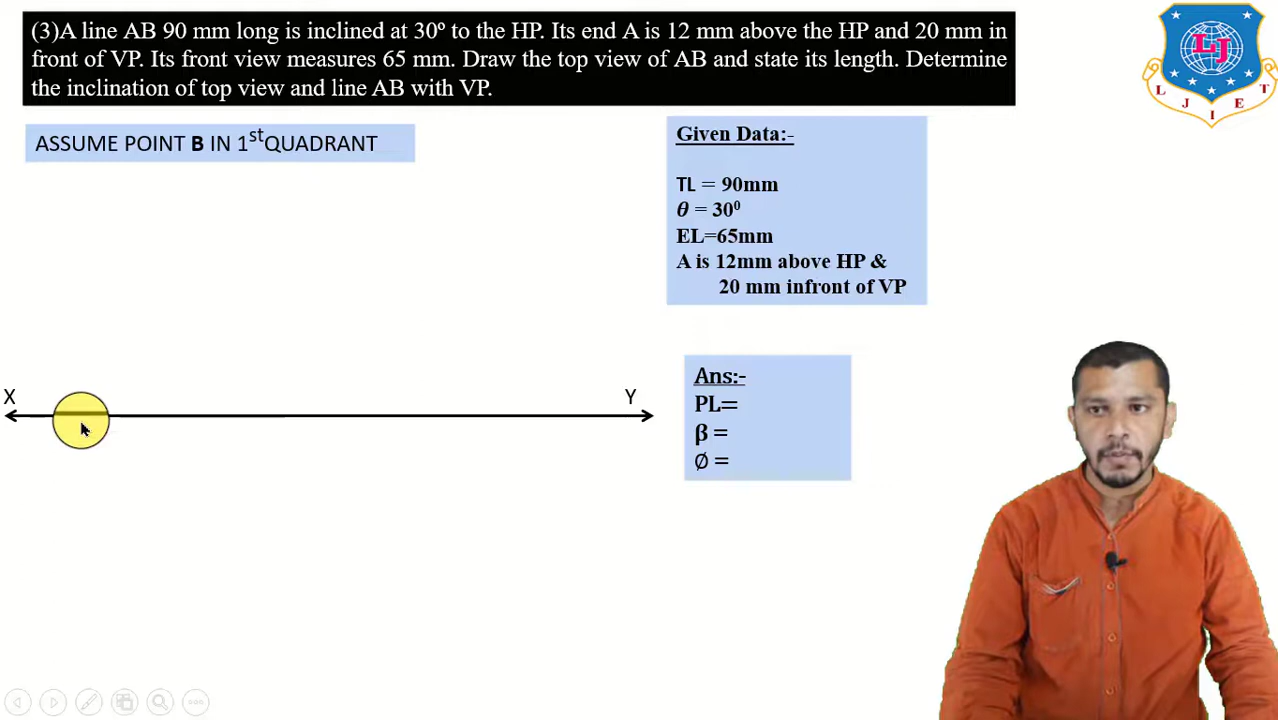 (3)A line AB 90 mm long is inclined at 30º to the HP. Its end A is 12 mm above the HP and 20 mm in
front of VP. Its front view measures 65 mm. Draw the top view of AB and state its length. Determine
the inclination of top view and line AB with VP.
LJ
L J I E T
ASSUME POINT B IN 1st QUADRANT
Given Data:-
TL = 90mm
θ = 30⁰
EL=65mm
A is 12mm above HP &
20 mm infront of VP
X
Y
Ans:-
PL=
β =
Ø =